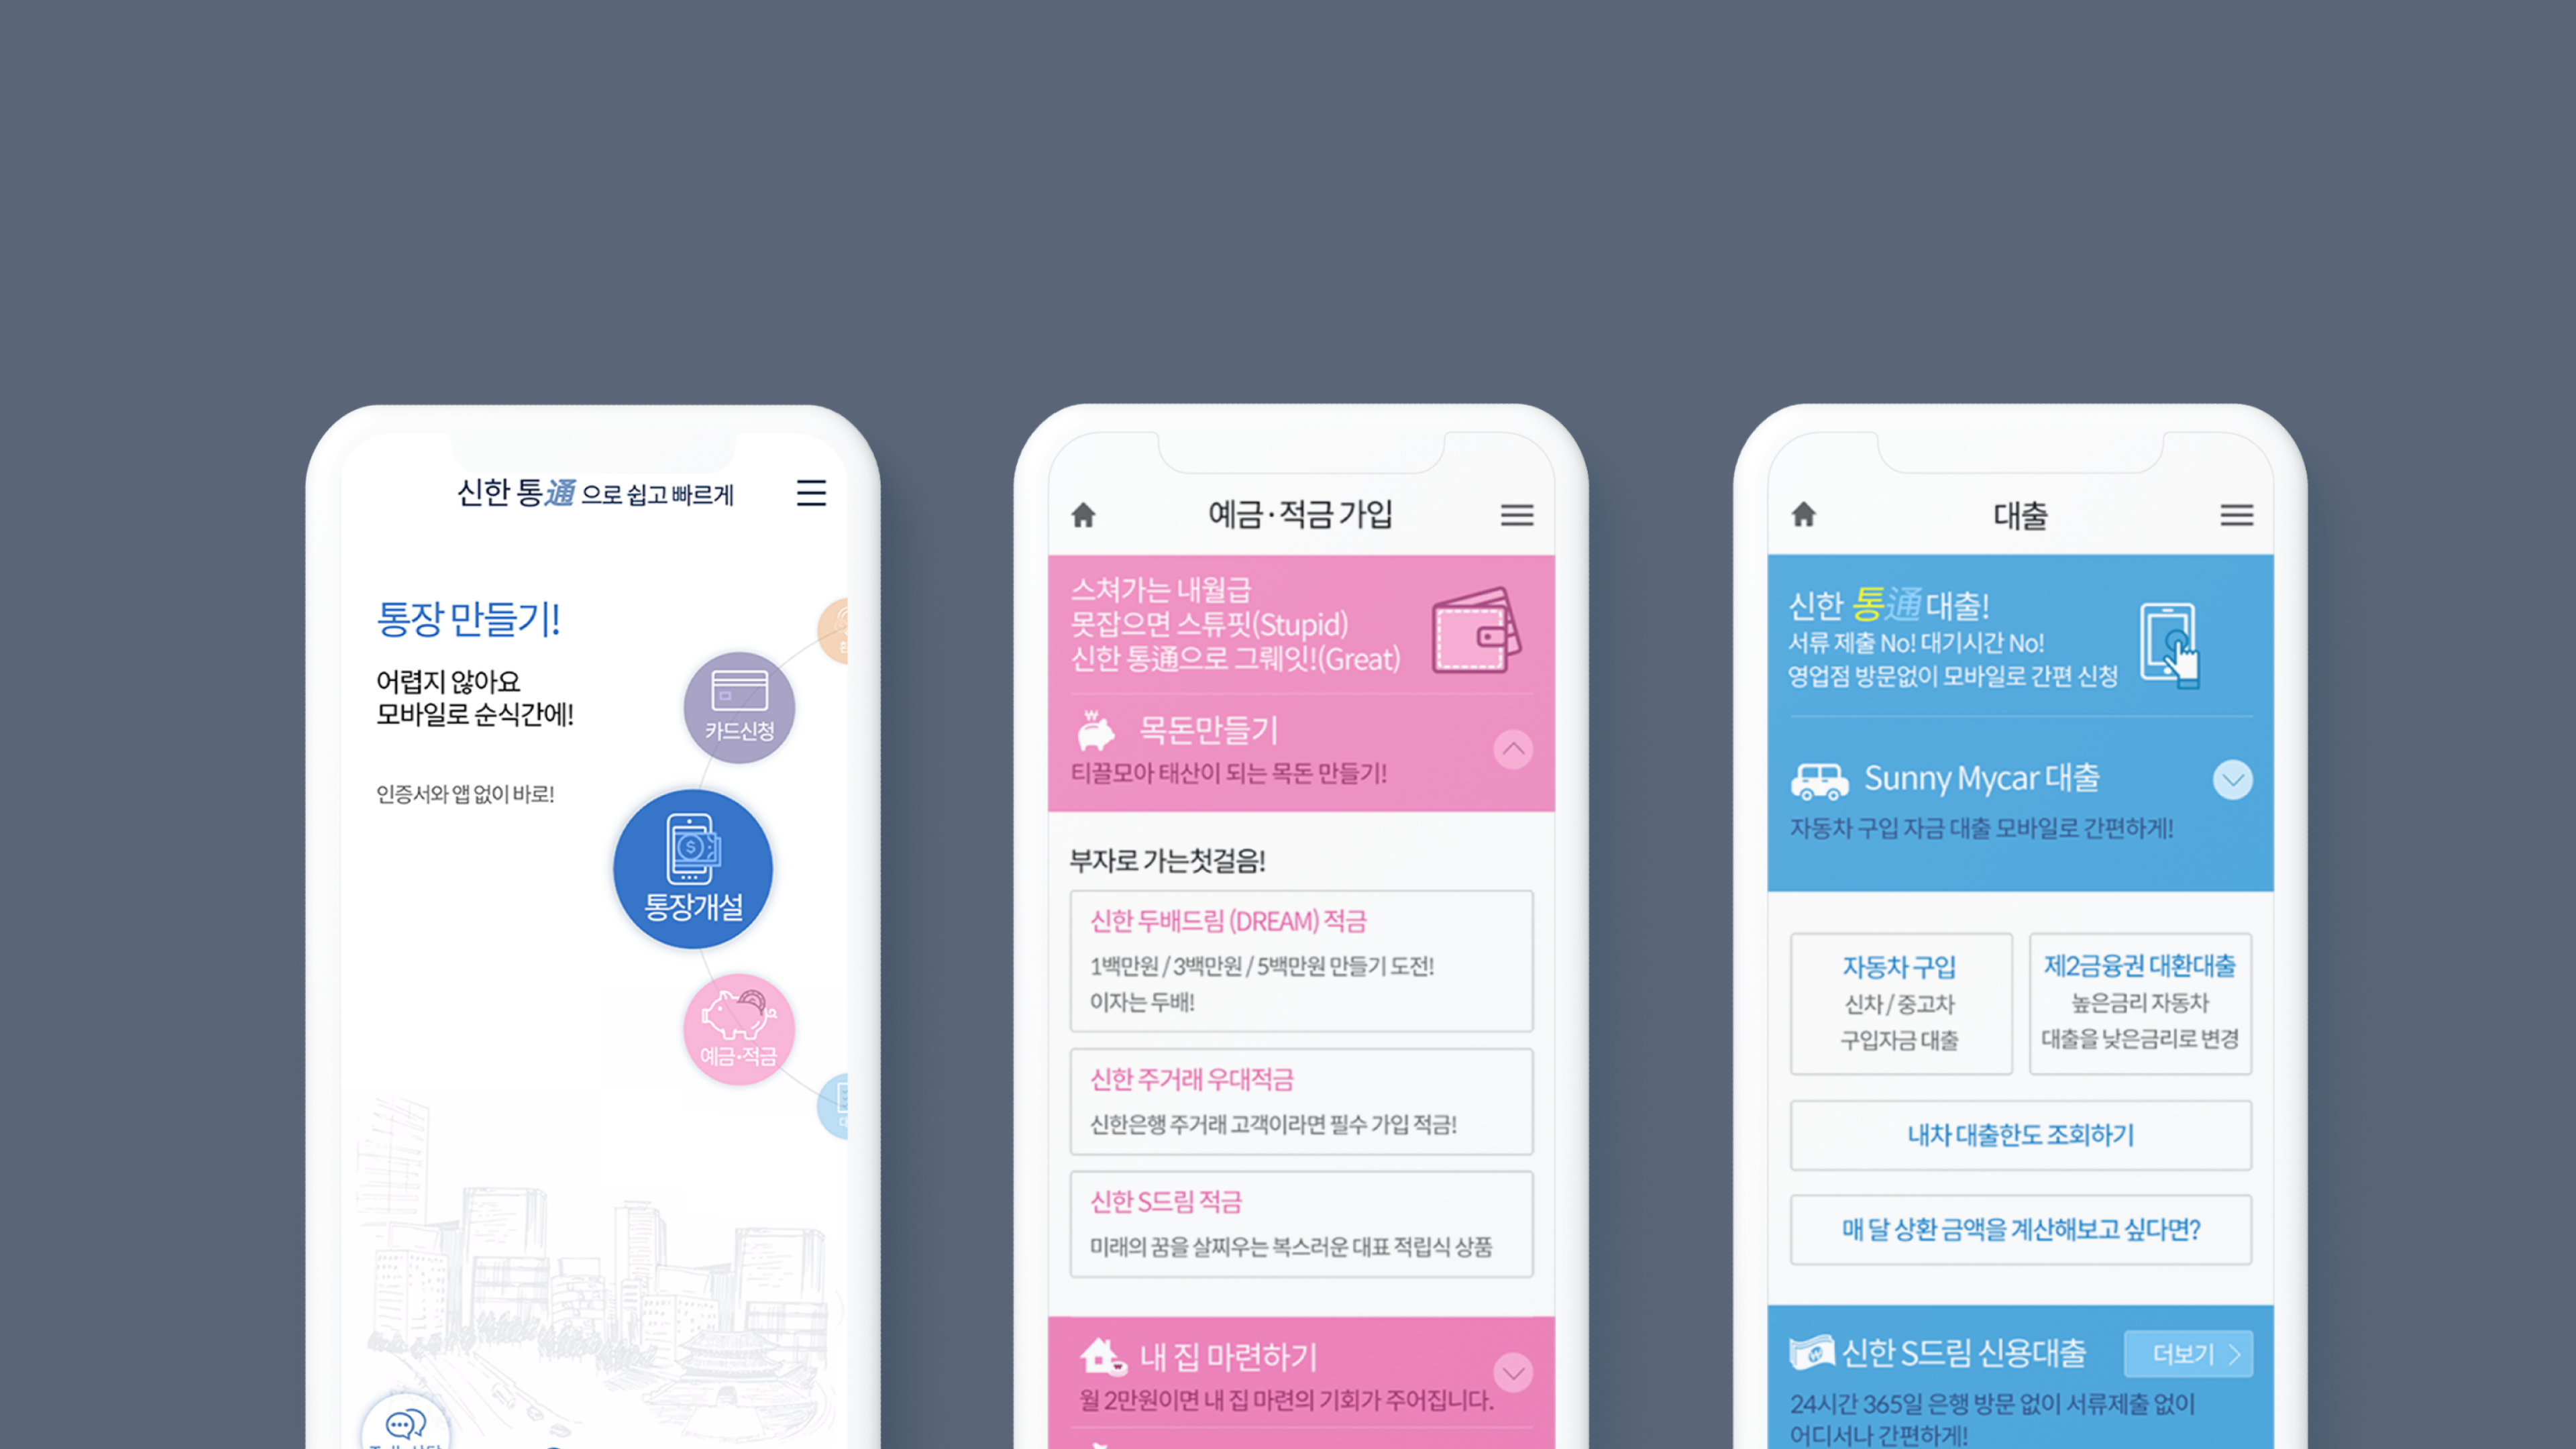 신한 통通 으로 쉽고 빠르게
통장 만들기!
어렵지 않아요
모바일로 순식간에!
인증서와 앱 없이 바로!
카드신청
통장개설
예금·적금
예금·적금 가입
스쳐가는 내월급
못잡으면 스튜핏(Stupid)
신한 통通으로 그뤠잇!(Great)
목돈만들기
티끌모아 태산이 되는 목돈 만들기!
부자로 가는첫걸음!
신한 두배드림 (DREAM) 적금
1백만원 / 3백만원 / 5백만원 만들기 도전!
이자는 두배!
신한 주거래 우대적금
신한은행 주거래 고객이라면 필수 가입 적금!
신한 S드림 적금
미래의 꿈을 살찌우는 복스러운 대표 적립식 상품
내 집 마련하기
월 2만원이면 내 집 마련의 기회가 주어집니다.
대출
신한 통通 대출!
서류 제출 No! 대기시간 No!
영업점 방문없이 모바일로 간편 신청
Sunny Mycar 대출
자동차 구입 자금 대출 모바일로 간편하게!
자동차 구입
신차 / 중고차
구입자금 대출
제2금융권 대환대출
높은금리 자동차
대출을 낮은금리로 변경
내차 대출한도 조회하기
매 달 상환 금액을 계산해보고 싶다면?
신한 S드림 신용대출
더보기
24시간 365일 은행 방문 없이 서류제출 없이
어디서나 간편하게!